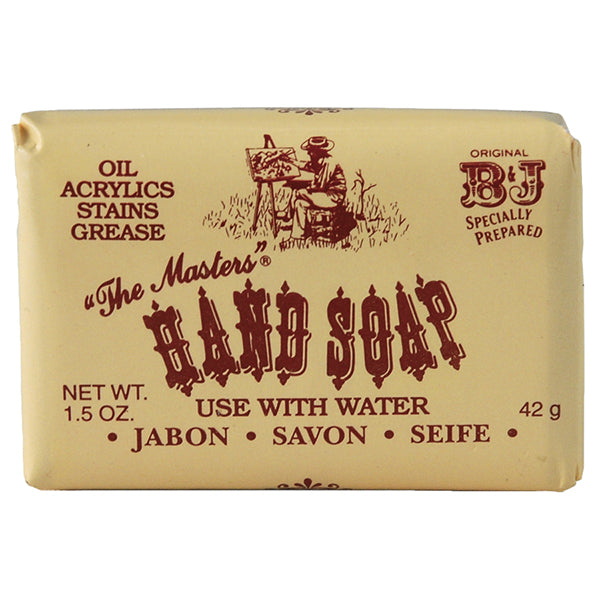 OIL
ACRYLICS
STAINS
GREASE
ORIGINAL
B&J
SPECIALLY
PREPARED
"The Masters"®
HAND SOAP
NET WT.
1.5 OZ.
USE WITH WATER
42 g
• JABON • SAVON • SEIFE •